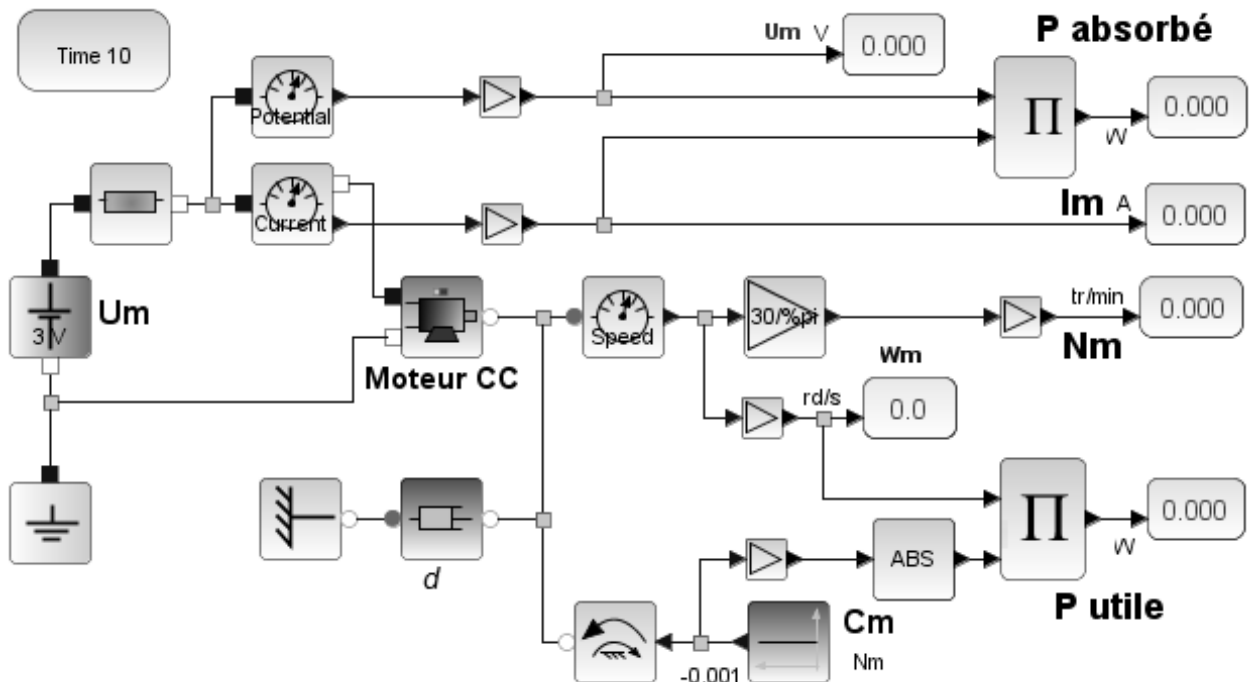 Time 10
Um V
0.000
P absorbé
Potential
Π
0.000
W
Current
Im A
0.000
3 V
Um
Moteur CC
Speed
30/%pi
tr/min
0.000
Nm
Wm
rd/s
0.0
d
ABS
Π
0.000
W
P utile
Cm
Nm
-0.001